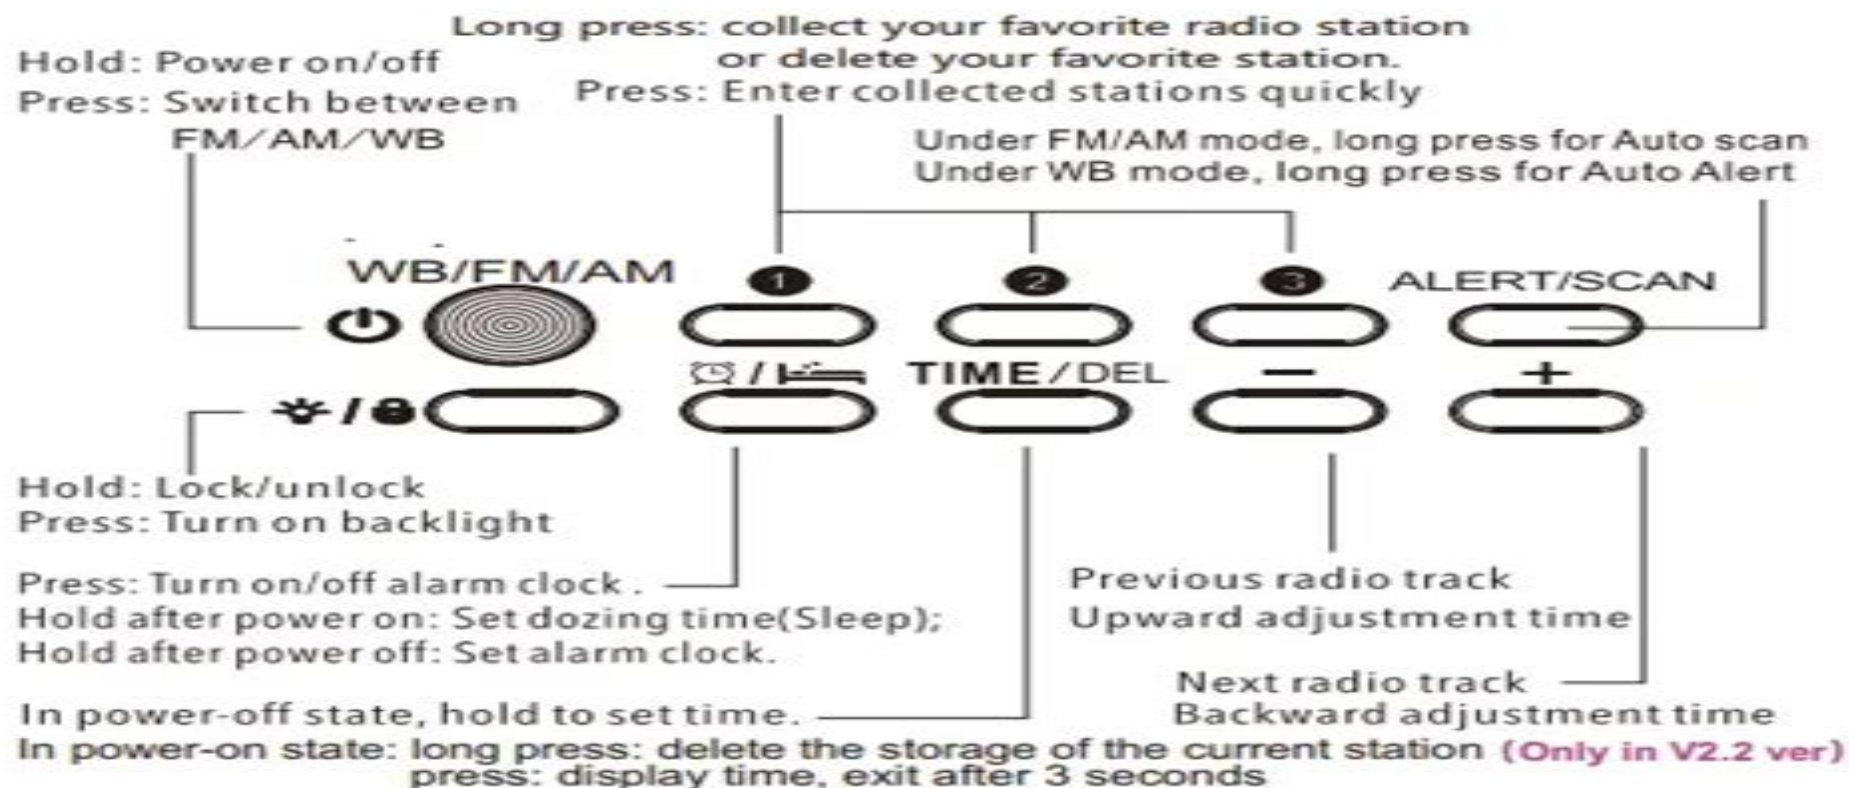 Long press: collect your favorite radio station
or delete your favorite station.
Press: Enter collected stations quickly
Hold: Power on/off
Press: Switch between
FM/AM/WB
Under FM/AM mode, long press for Auto scan
Under WB mode, long press for Auto Alert
WB/FM/AM
1
2
3
ALERT/SCAN
/
TIME/DEL
−
+
/
Hold: Lock/unlock
Press: Turn on backlight
Press: Turn on/off alarm clock.
Hold after power on: Set dozing time(Sleep);
Hold after power off: Set alarm clock.
Previous radio track
Upward adjustment time
Next radio track
Backward adjustment time
In power-off state, hold to set time.
In power-on state: long press: delete the storage of the current station (Only in V2.2 ver)
press: display time, exit after 3 seconds